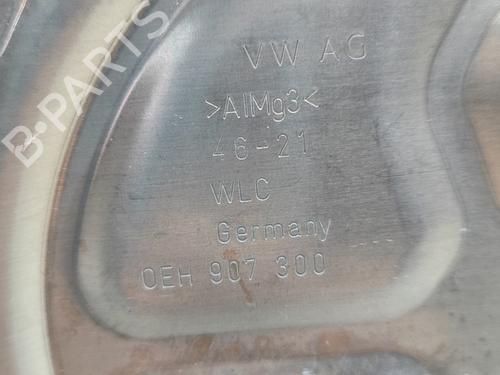 VW AG
>AlMg3<
46-21
WLC
Germany
0EH 907 300
B-PARTS